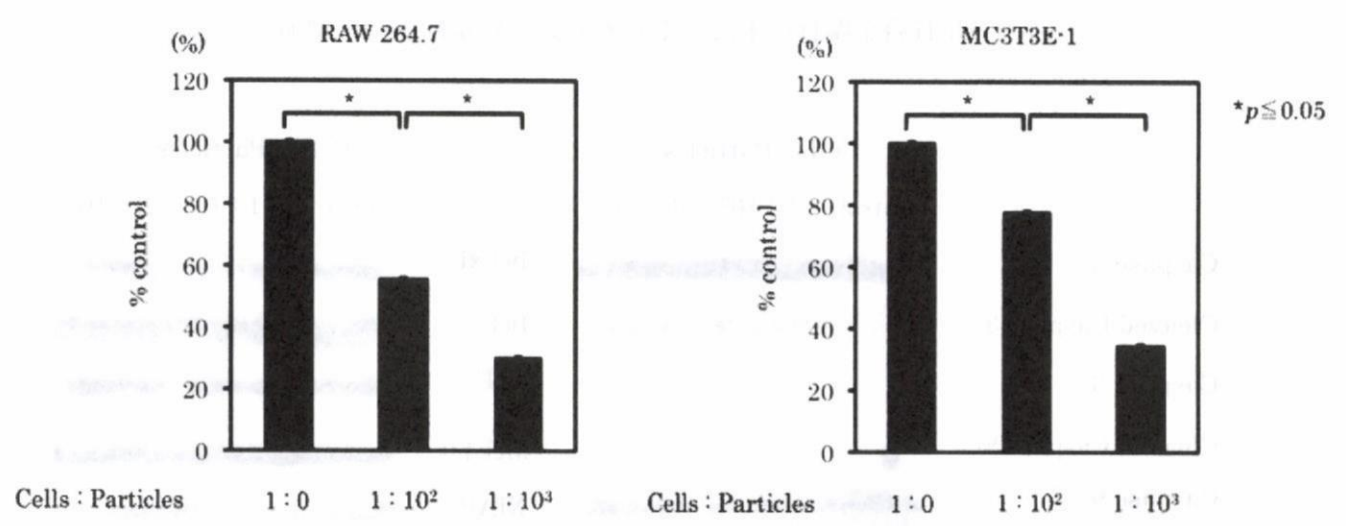 RAW 264.7
(%)
120
100
80
60
40
20
0
% control
* *
Cells : Particles 1 : 0 1 : 10² 1 : 10³
MC3T3E-1
(%)
120
100
80
60
40
20
0
% control
* *
Cells : Particles 1 : 0 1 : 10² 1 : 10³
*p≦0.05